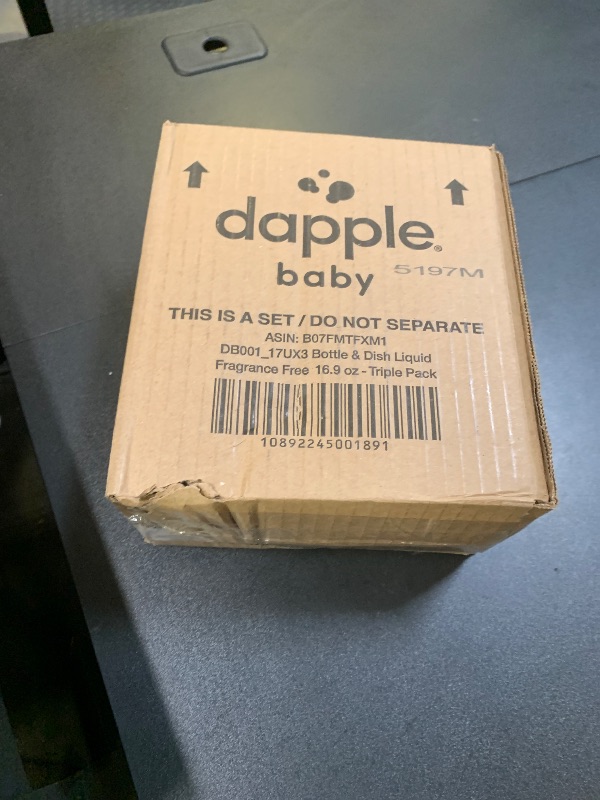 dapple®
baby
5197M
THIS IS A SET / DO NOT SEPARATE
ASIN: B07FMTFXM1
DB001_17UX3 Bottle & Dish Liquid
Fragrance Free 16.9 oz - Triple Pack
10892245001891